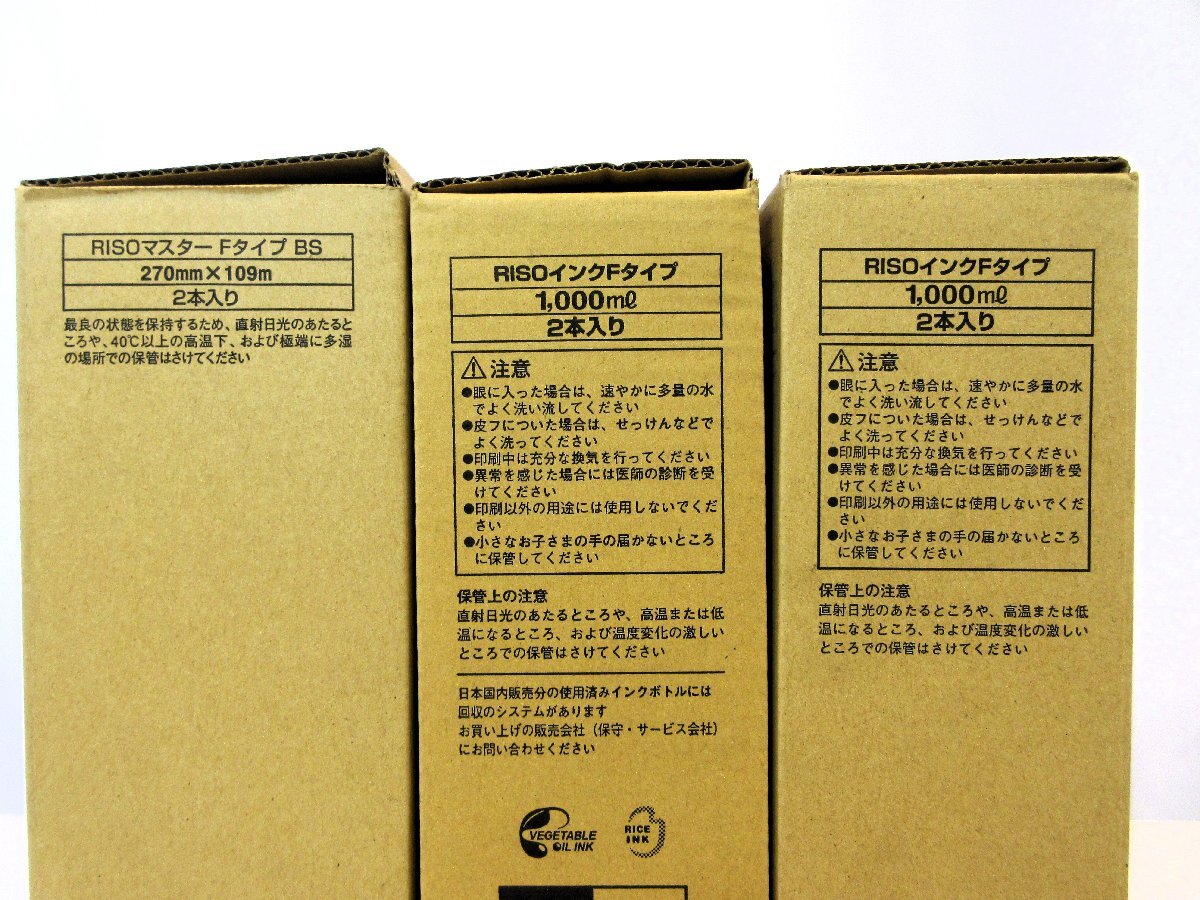 RISOマスター Fタイプ BS
270mm×109m
2本入り
最良の状態を保持するため、直射日光のあたると
ころや、40℃以上の高温下、および極端に多湿
の場所での保管はさけてください
RISOインクFタイプ
1,000mℓ
2本入り
注意
●眼に入った場合は、速やかに多量の水
でよく洗い流してください
●皮フについた場合は、せっけんなどで
よく洗ってください
●印刷中は充分な換気を行ってください
●異常を感じた場合には医師の診断を受
けてください
●印刷以外の用途には使用しないでくだ
さい
●小さなお子さまの手の届かないところ
に保管してください
保管上の注意
直射日光のあたるところや、高温または低
温になるところ、および温度変化の激しい
ところでの保管はさけてください
日本国内販売分の使用済みインクボトルには
回収のシステムがあります
お買い上げの販売会社（保守・サービス会社）
にお問い合わせください
VEGETABLE
OIL INK
RICE
INK
RISOインクFタイプ
1,000mℓ
2本入り
注意
●眼に入った場合は、速やかに多量の水
でよく洗い流してください
●皮フについた場合は、せっけんなどで
よく洗ってください
●印刷中は充分な換気を行ってください
●異常を感じた場合には医師の診断を受
けてください
●印刷以外の用途には使用しないでくだ
さい
●小さなお子さまの手の届かないところ
に保管してください
保管上の注意
直射日光のあたるところや、高温または低
温になるところ、および温度変化の激しい
ところでの保管はさけてください